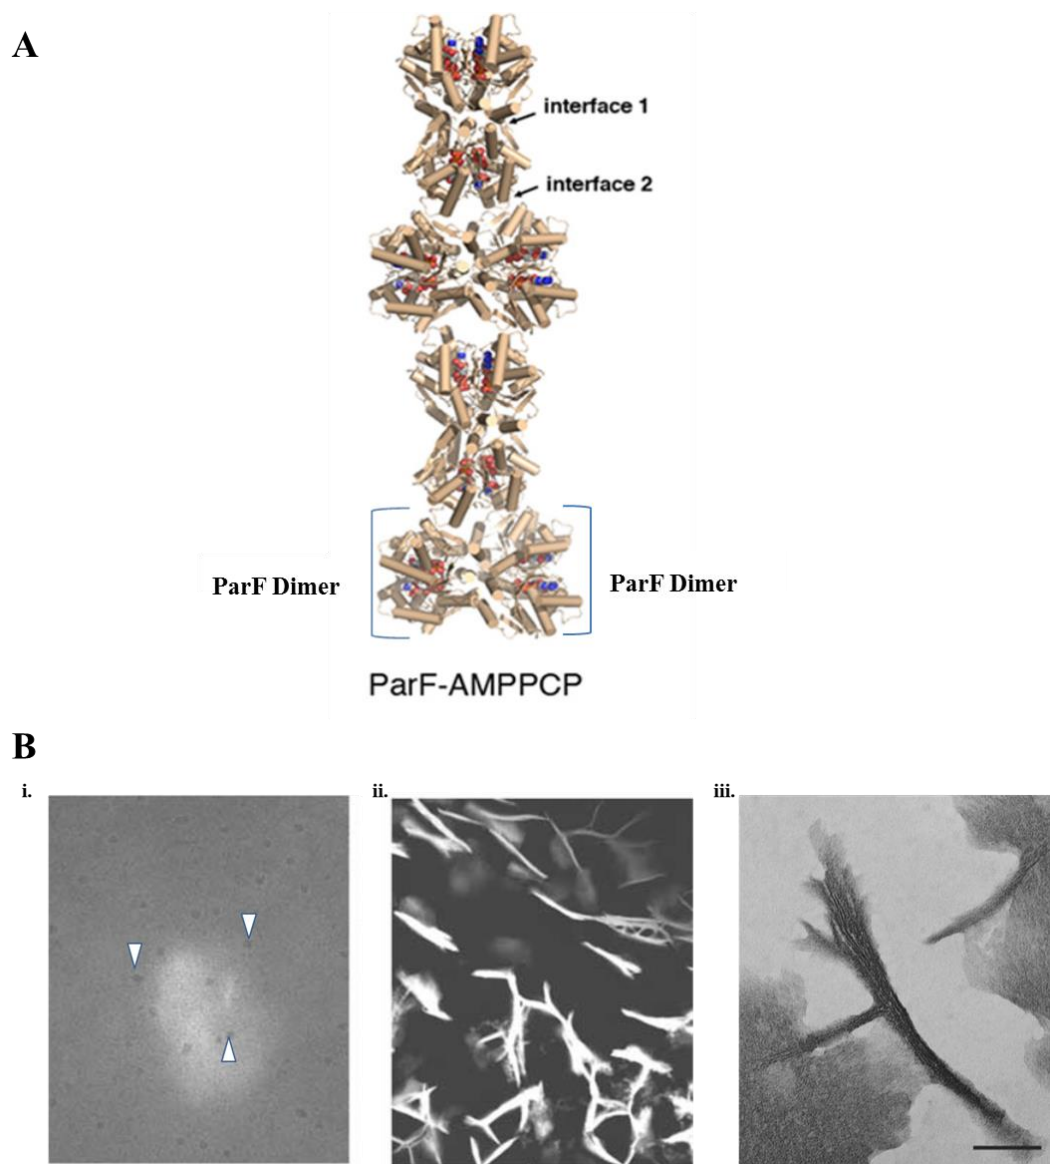 A
interface 1
interface 2
ParF Dimer
ParF Dimer
ParF-AMPPCP
B
i.
ii.
iii.